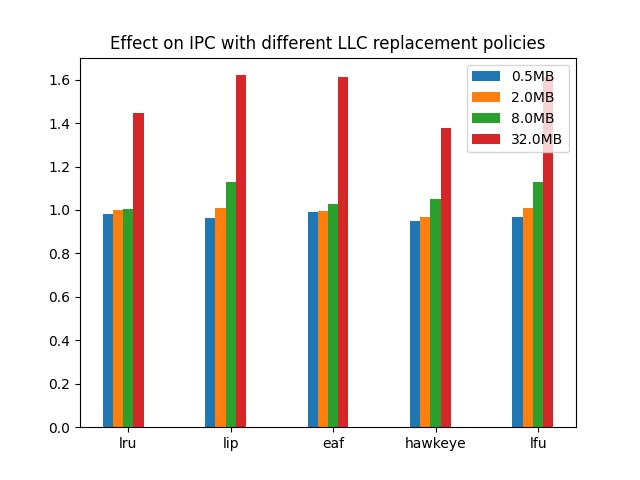 Effect on IPC with different LLC replacement policies
0.5MB
2.0MB
8.0MB
32.0MB
1.6
1.4
1.2
1.0
0.8
0.6
0.4
0.2
0.0
lru lip eaf hawkeye lfu